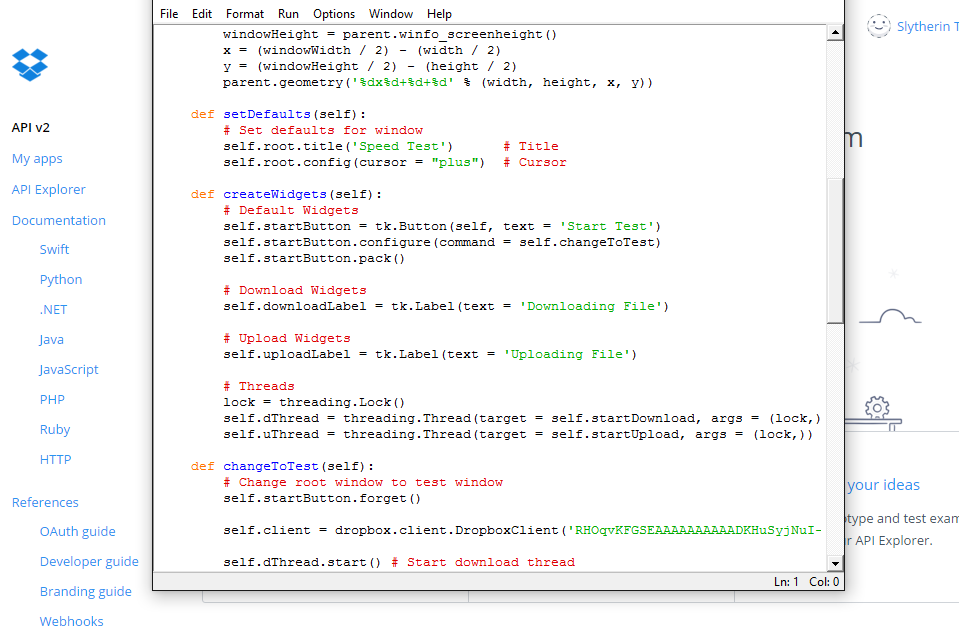 File Edit Format Run Options Window Help
windowHeight = parent.winfo_screenheight()
x = (windowWidth / 2) - (width / 2)
y = (windowHeight / 2) - (height / 2)
parent.geometry('%dx%d+%d+%d' % (width, height, x, y))
def setDefaults(self):
# Set defaults for window
self.root.title('Speed Test') # Title
self.root.config(cursor = "plus") # Cursor
def createWidgets(self):
# Default Widgets
self.startButton = tk.Button(self, text = 'Start Test')
self.startButton.configure(command = self.changeToTest)
self.startButton.pack()
# Download Widgets
self.downloadLabel = tk.Label(text = 'Downloading File')
# Upload Widgets
self.uploadLabel = tk.Label(text = 'Uploading File')
# Threads
lock = threading.Lock()
self.dThread = threading.Thread(target = self.startDownload, args = (lock,)
self.uThread = threading.Thread(target = self.startUpload, args = (lock,))
def changeToTest(self):
# Change root window to test window
self.startButton.forget()
self.client = dropbox.client.DropboxClient('RHOqvKFGSEAAAAAAAAAADKHuSyjNuI-
self.dThread.start() # Start download thread
Ln: 1 Col: 0
API v2
My apps
API Explorer
Documentation
Swift
Python
.NET
Java
JavaScript
PHP
Ruby
HTTP
References
OAuth guide
Developer guide
Branding guide
Webhooks
Slytherin T
m
your ideas
otype and test exam
ur API Explorer.